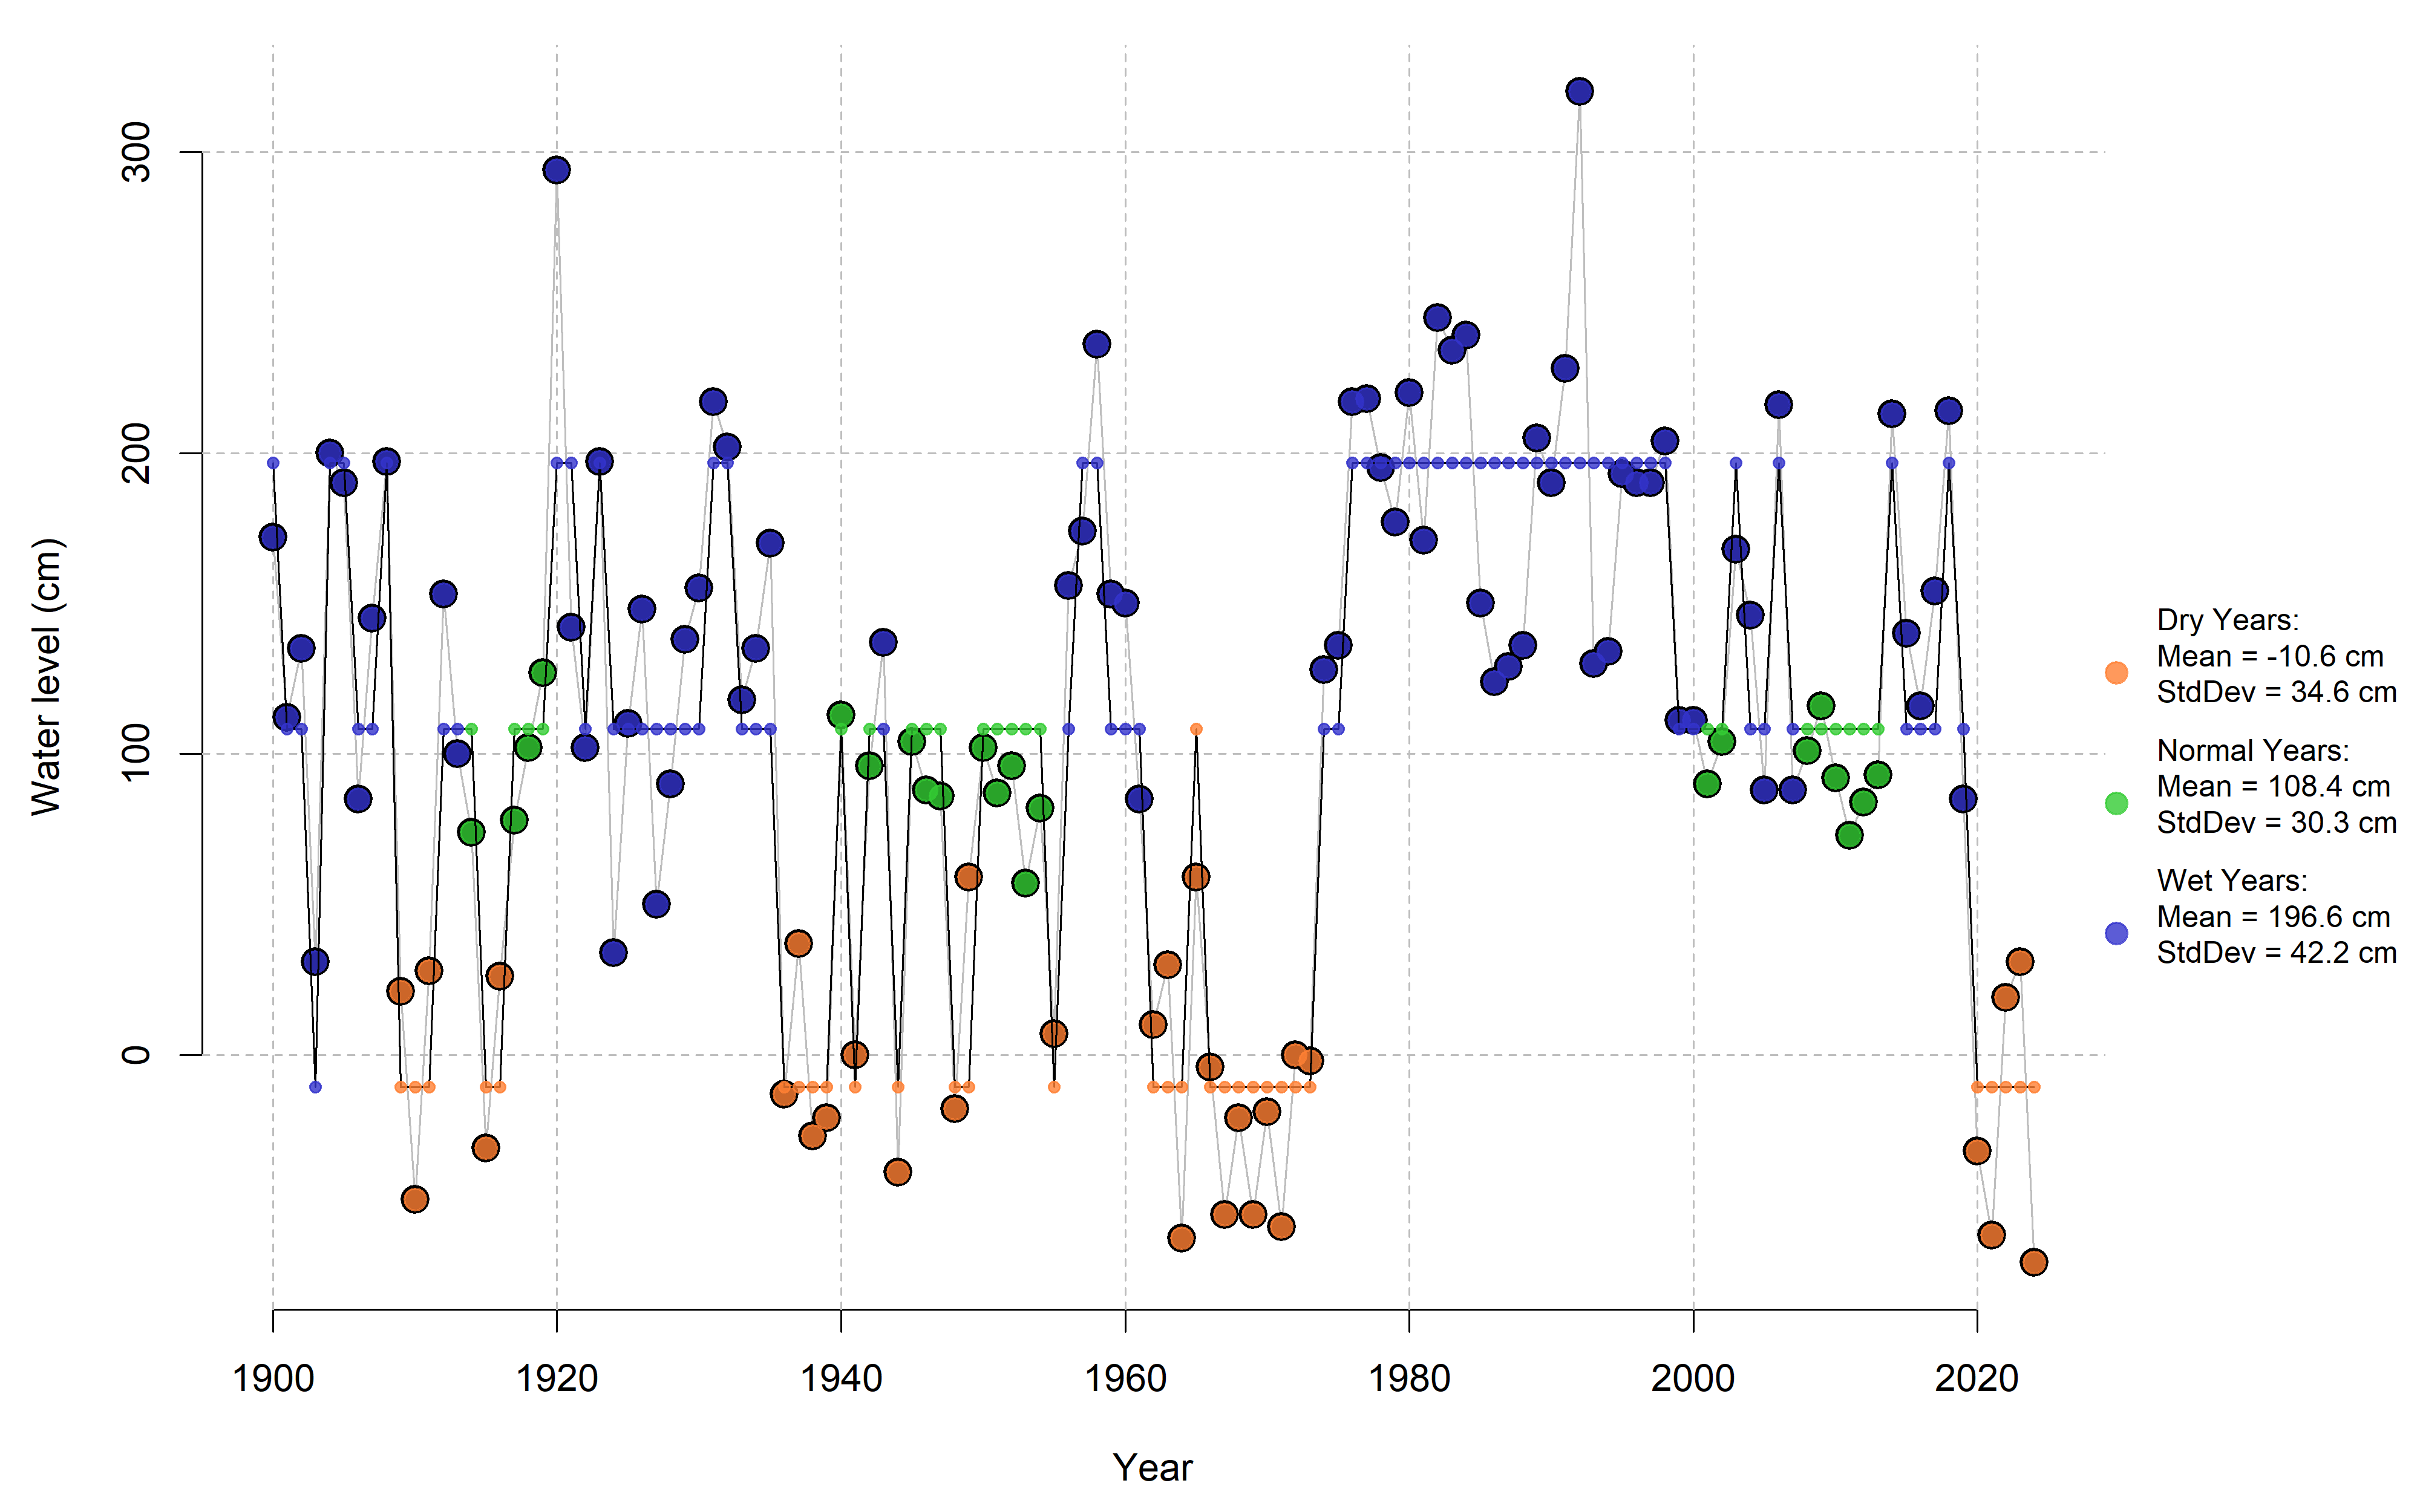 300
200
100
0
Water level (cm)
1900
1920
1940
1960
1980
2000
2020
Year
Dry Years:
Mean = -10.6 cm
StdDev = 34.6 cm
Normal Years:
Mean = 108.4 cm
StdDev = 30.3 cm
Wet Years:
Mean = 196.6 cm
StdDev = 42.2 cm